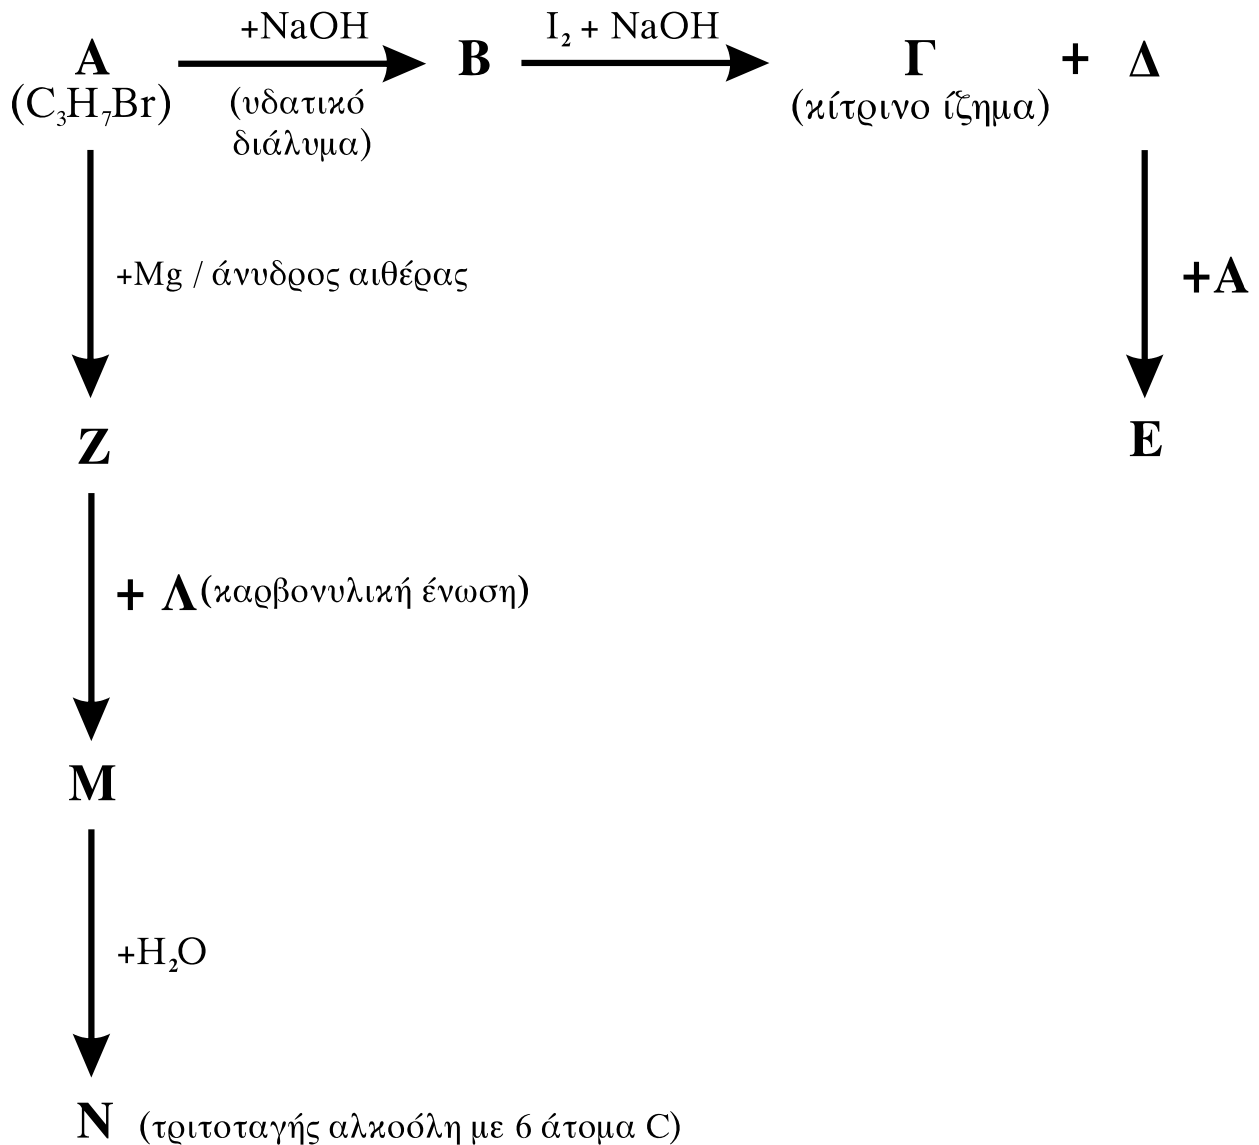 +NaOH I₂ + NaOH
A B Γ + Δ
(C₃H₇Br) (υδατικό (κίτρινο ίζημα)
διάλυμα)
+Mg / άνυδρος αιθέρας +A
Z E
+ Λ (καρβονυλική ένωση)
M
+H₂O
N (τριτοταγής αλκοόλη με 6 άτομα C)